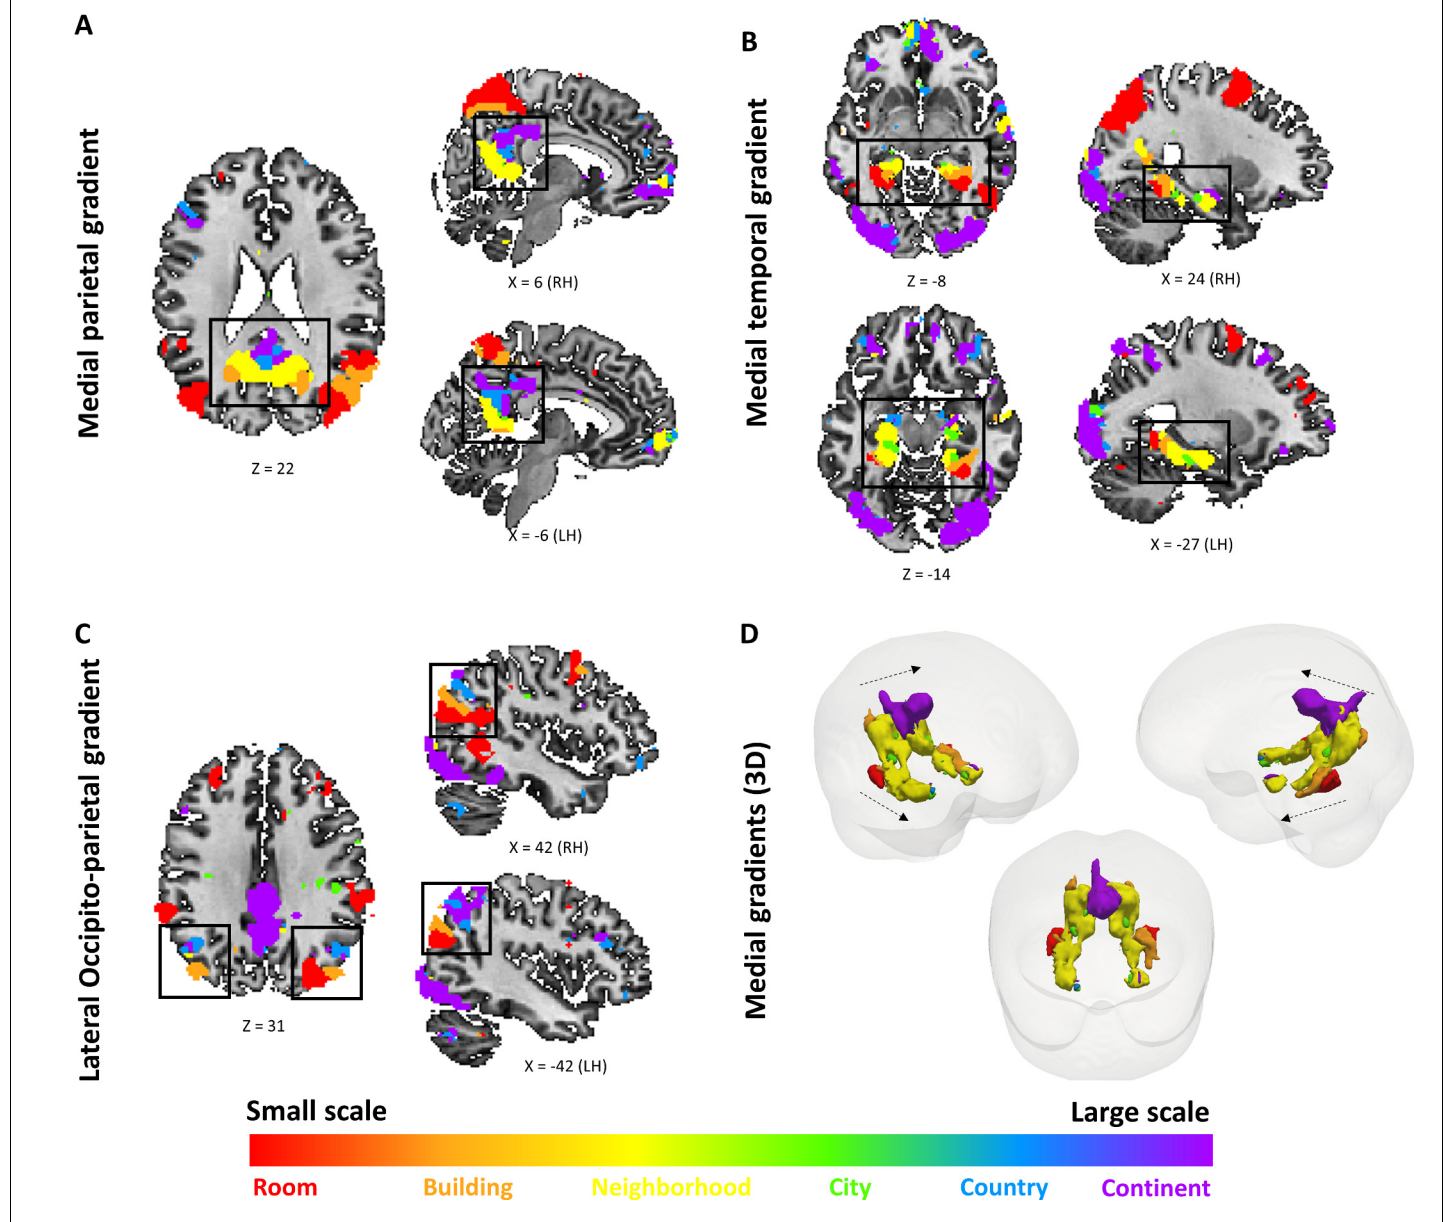 A
Medial parietal gradient
X = 6 (RH)
Z = 22
X = -6 (LH)
B
Medial temporal gradient
Z = -8
X = 24 (RH)
Z = -14
X = -27 (LH)
C
Lateral Occipito-parietal gradient
X = 42 (RH)
Z = 31
X = -42 (LH)
D
Medial gradients (3D)
Small scale Large scale
Room Building Neighborhood City Country Continent